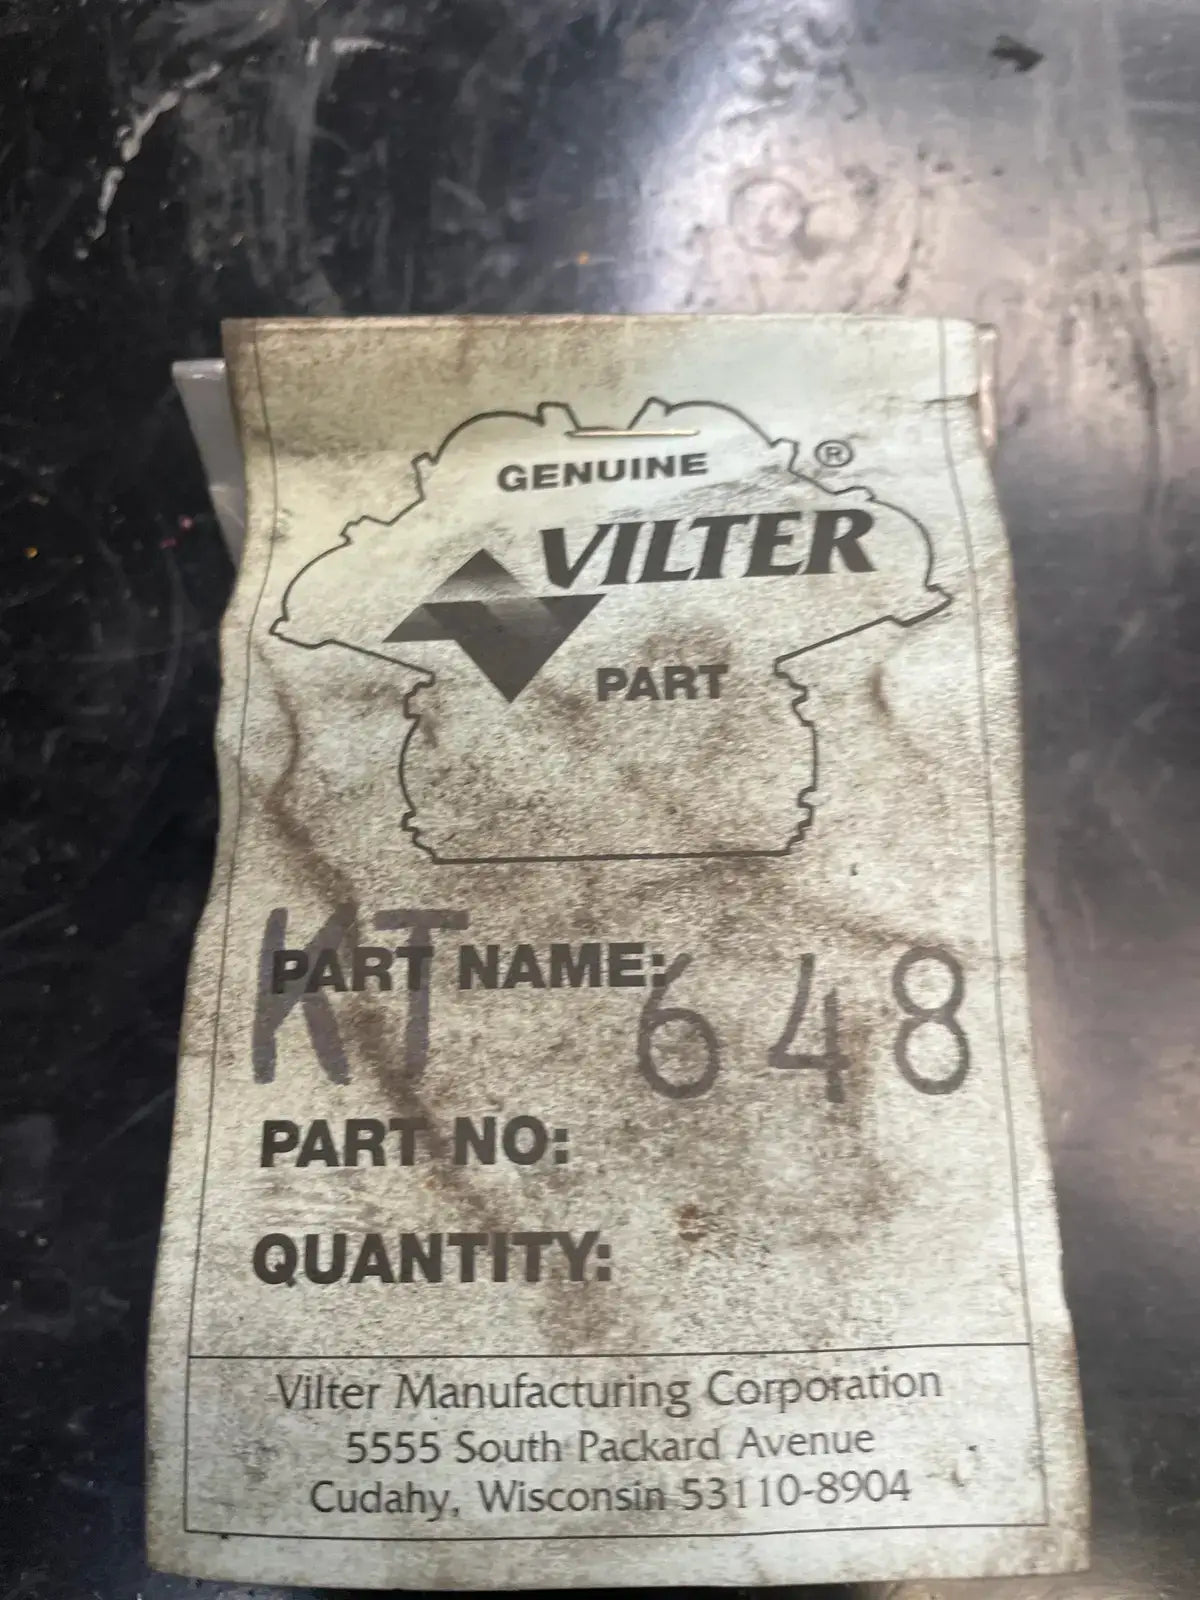 GENUINE
®
VILTER
PART
PART NAME:
KT 648
PART NO:
QUANTITY:
Vilter Manufacturing Corporation
5555 South Packard Avenue
Cudahy, Wisconsin 53110-8904